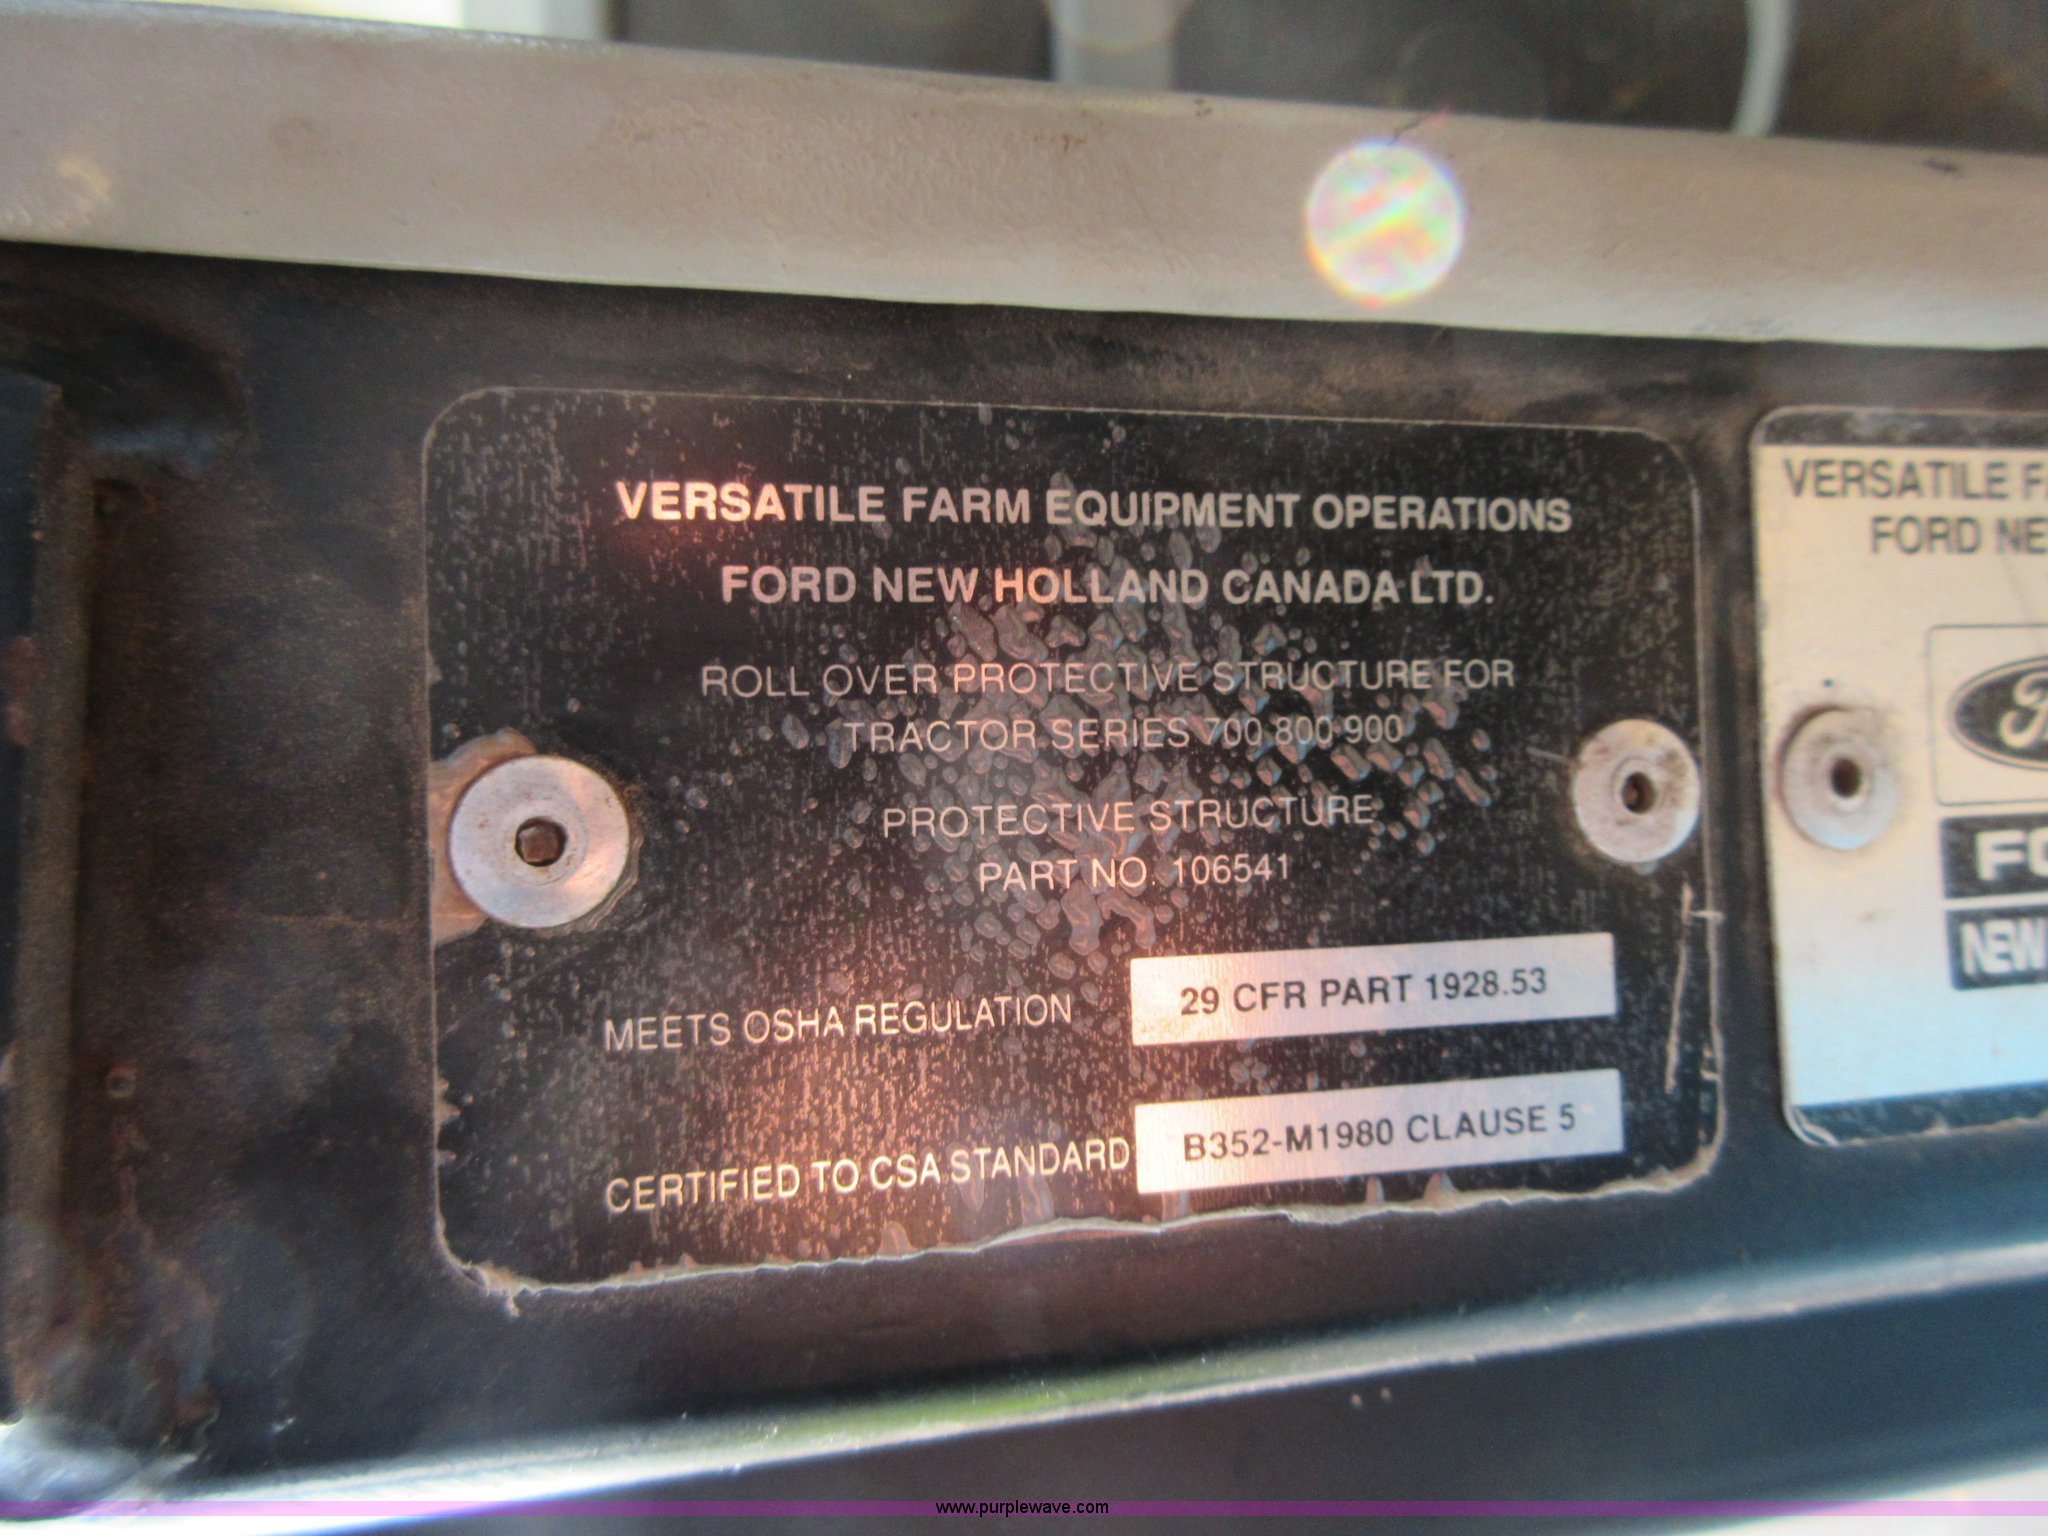 VERSATILE FARM EQUIPMENT OPERATIONS
FORD NEW HOLLAND CANADA LTD.
ROLL OVER PROTECTIVE STRUCTURE FOR
TRACTOR SERIES 700 800 900
PROTECTIVE STRUCTURE
PART NO. 106541
MEETS OSHA REGULATION 29 CFR PART 1928.53
CERTIFIED TO CSA STANDARD B352-M1980 CLAUSE 5
VERSATILE
FORD
NEW
www.purplewave.com